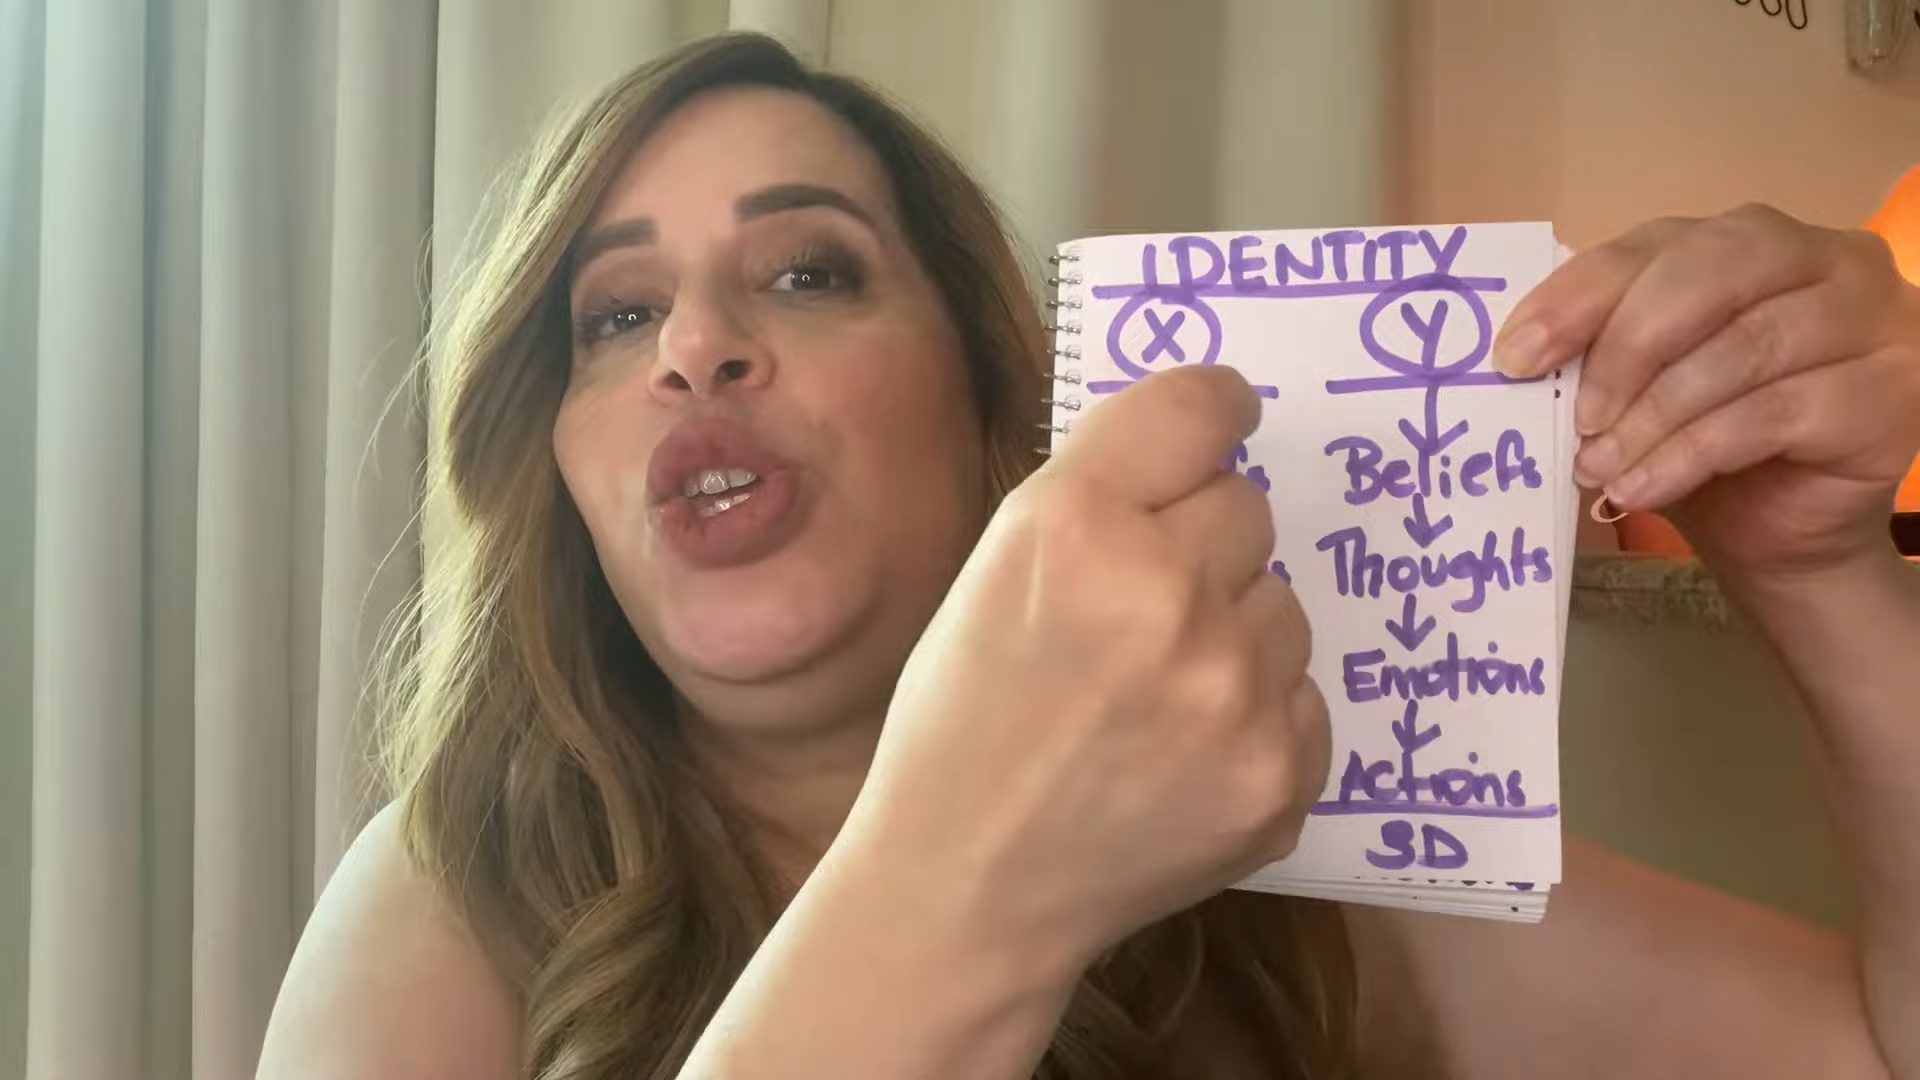 IDENTITY
X Y
Beliefs
Thoughts
Emotions
Actions
3D